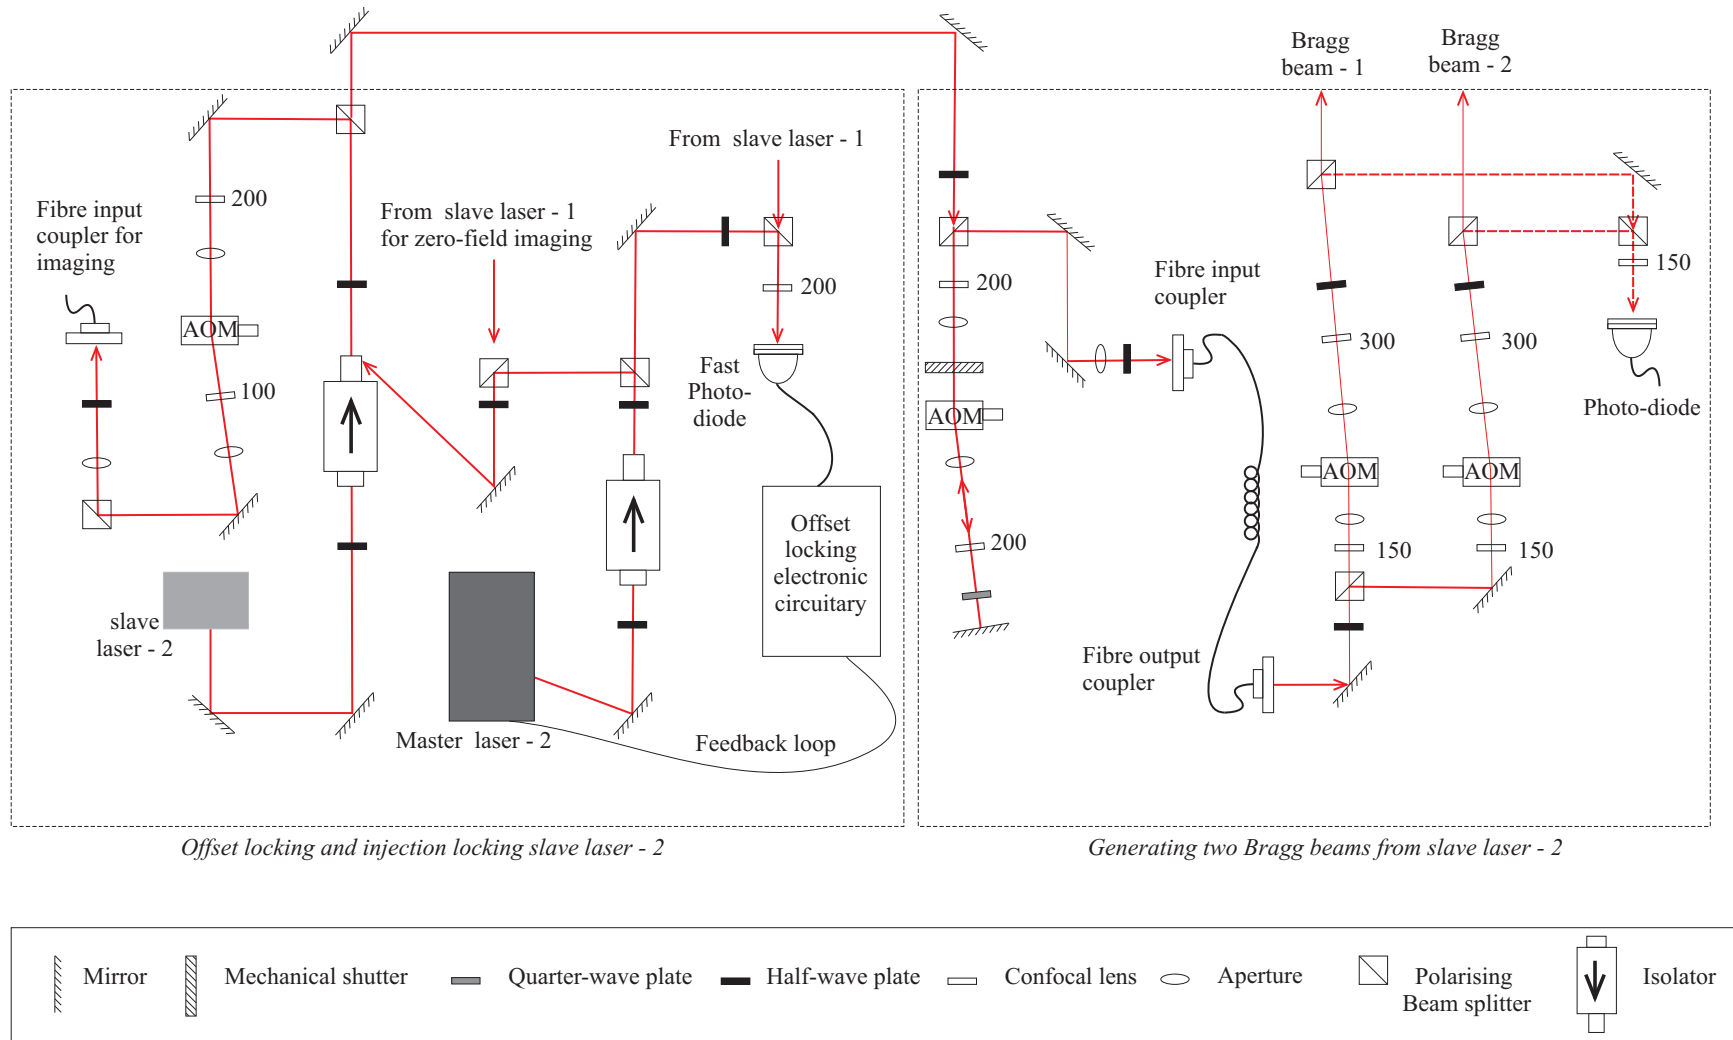 Bragg
beam - 1
Bragg
beam - 2
From slave laser - 1
200
Fibre input
coupler for
imaging
From slave laser - 1
for zero-field imaging
AOM
100
200
Fast
Photo-
diode
Offset
locking
electronic
circuitary
slave
laser - 2
Master laser - 2
Feedback loop
Offset locking and injection locking slave laser - 2
200
Fibre input
coupler
AOM
200
Fibre output
coupler
300
300
AOM
AOM
150
150
150
Photo-diode
Generating two Bragg beams from slave laser - 2
Mirror
Mechanical shutter
Quarter-wave plate
Half-wave plate
Confocal lens
Aperture
Polarising
Beam splitter
Isolator